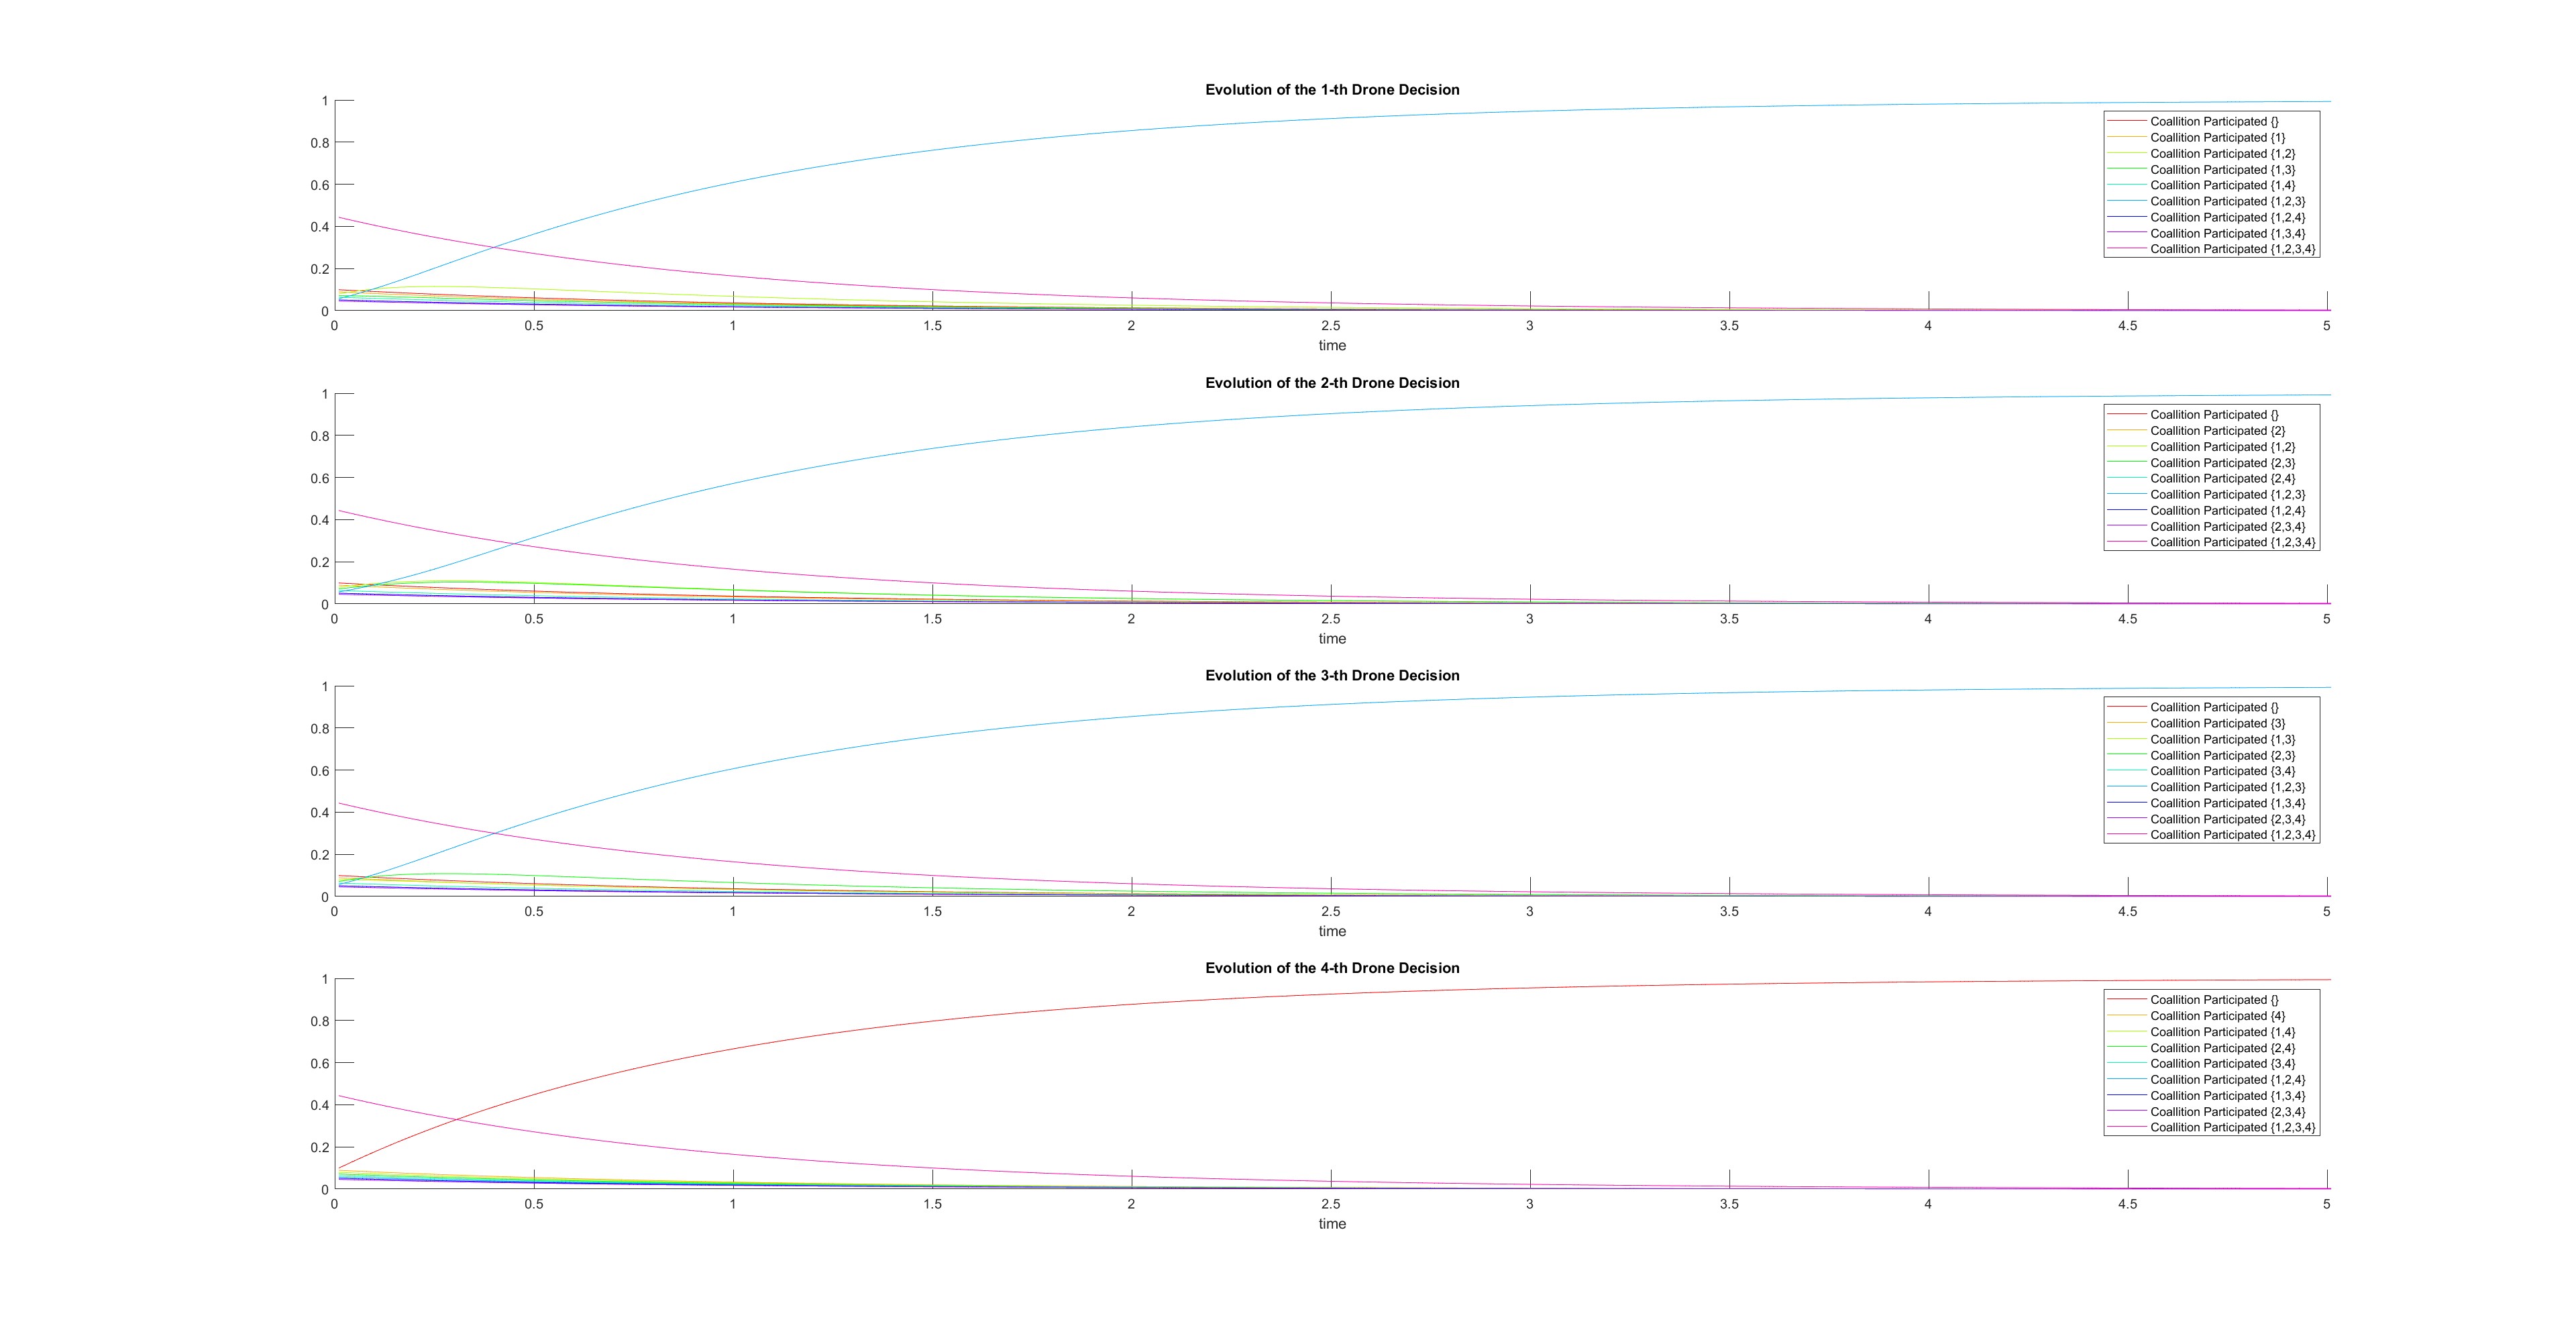 Evolution of the 1-th Drone Decision
1
0.8
0.6
0.4
0.2
0
0 0.5 1 1.5 2 2.5 3 3.5 4 4.5 5
time
Coallition Participated {}
Coallition Participated {1}
Coallition Participated {1,2}
Coallition Participated {1,3}
Coallition Participated {1,4}
Coallition Participated {1,2,3}
Coallition Participated {1,2,4}
Coallition Participated {1,3,4}
Coallition Participated {1,2,3,4}
Evolution of the 2-th Drone Decision
1
0.8
0.6
0.4
0.2
0
0 0.5 1 1.5 2 2.5 3 3.5 4 4.5 5
time
Coallition Participated {}
Coallition Participated {2}
Coallition Participated {1,2}
Coallition Participated {2,3}
Coallition Participated {2,4}
Coallition Participated {1,2,3}
Coallition Participated {1,2,4}
Coallition Participated {2,3,4}
Coallition Participated {1,2,3,4}
Evolution of the 3-th Drone Decision
1
0.8
0.6
0.4
0.2
0
0 0.5 1 1.5 2 2.5 3 3.5 4 4.5 5
time
Coallition Participated {}
Coallition Participated {3}
Coallition Participated {1,3}
Coallition Participated {2,3}
Coallition Participated {3,4}
Coallition Participated {1,2,3}
Coallition Participated {1,3,4}
Coallition Participated {2,3,4}
Coallition Participated {1,2,3,4}
Evolution of the 4-th Drone Decision
1
0.8
0.6
0.4
0.2
0
0 0.5 1 1.5 2 2.5 3 3.5 4 4.5 5
time
Coallition Participated {}
Coallition Participated {4}
Coallition Participated {1,4}
Coallition Participated {2,4}
Coallition Participated {3,4}
Coallition Participated {1,2,4}
Coallition Participated {1,3,4}
Coallition Participated {2,3,4}
Coallition Participated {1,2,3,4}